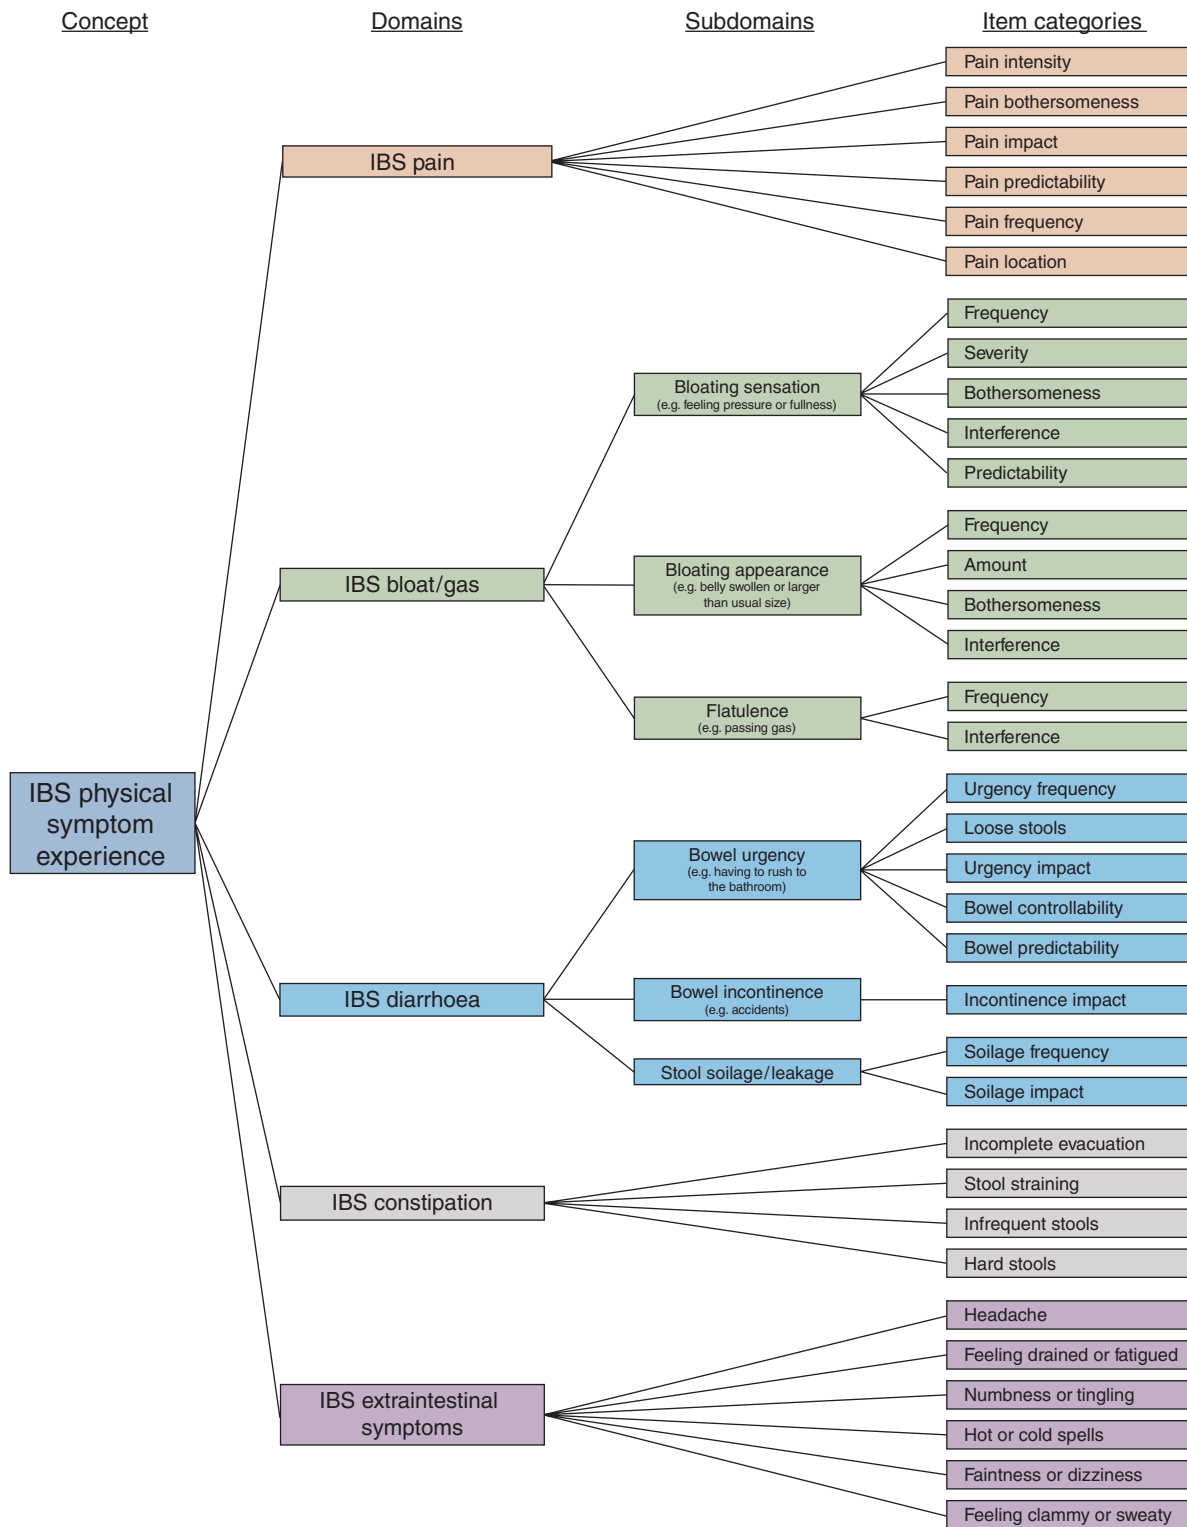 Concept
Domains
Subdomains
Item categories
IBS physical
symptom
experience
IBS pain
Pain intensity
Pain bothersomeness
Pain impact
Pain predictability
Pain frequency
Pain location
IBS bloat/gas
Bloating sensation
(e.g. feeling pressure or fullness)
Frequency
Severity
Bothersomeness
Interference
Predictability
Bloating appearance
(e.g. belly swollen or larger
than usual size)
Frequency
Amount
Bothersomeness
Interference
Flatulence
(e.g. passing gas)
Frequency
Interference
IBS diarrhoea
Bowel urgency
(e.g. having to rush to
the bathroom)
Urgency frequency
Loose stools
Urgency impact
Bowel controllability
Bowel predictability
Bowel incontinence
(e.g. accidents)
Incontinence impact
Stool soilage/leakage
Soilage frequency
Soilage impact
IBS constipation
Incomplete evacuation
Stool straining
Infrequent stools
Hard stools
IBS extraintestinal
symptoms
Headache
Feeling drained or fatigued
Numbness or tingling
Hot or cold spells
Faintness or dizziness
Feeling clammy or sweaty